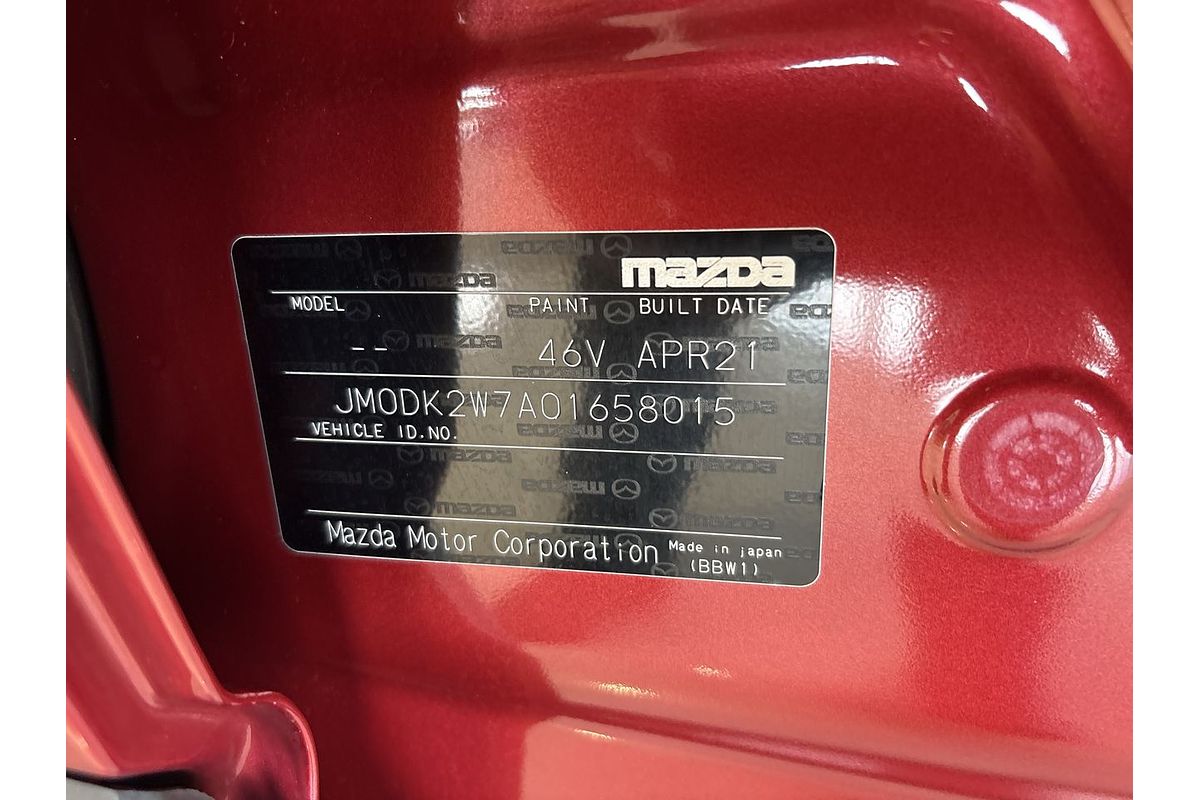 mazda
MODEL PAINT BUILT DATE
-- 46V APR21
JM0DK2W7A01658015
VEHICLE ID.NO.
Mazda Motor Corporation Made in japan
(BBW1)